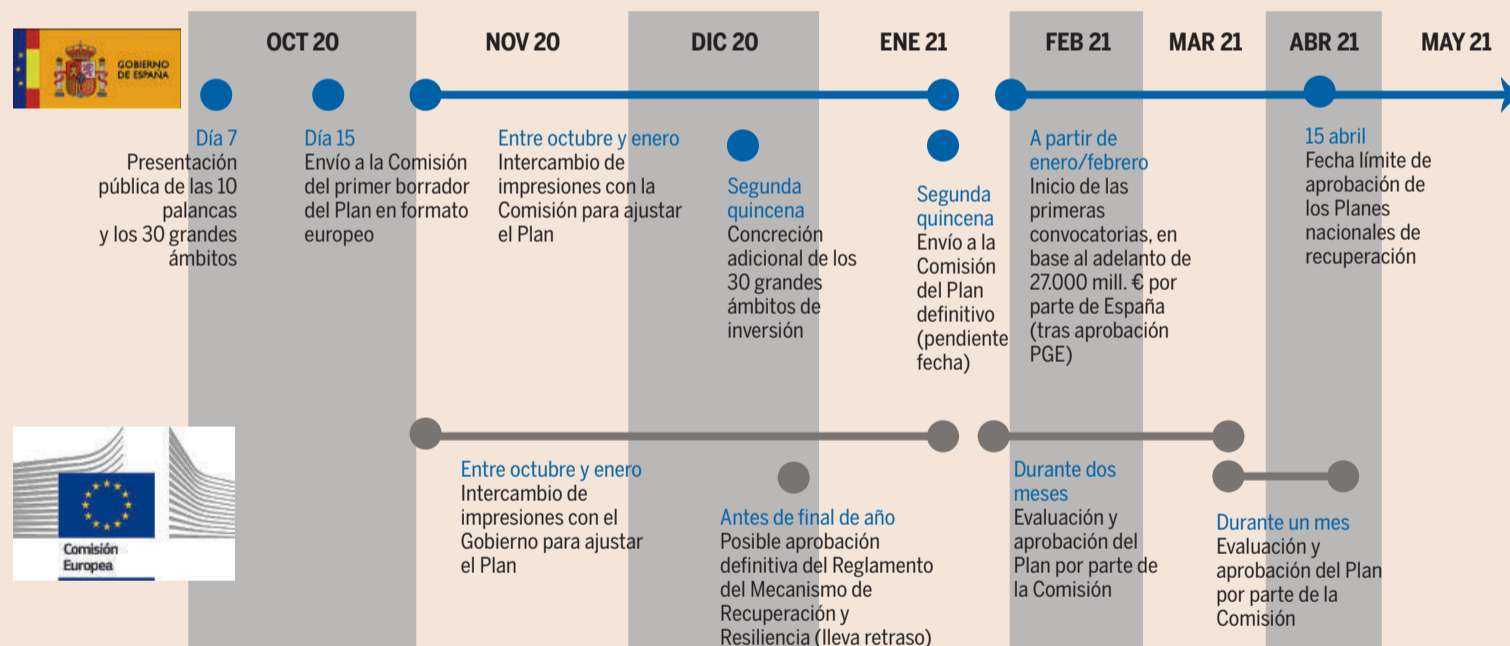 OCT 20
NOV 20
DIC 20
ENE 21
FEB 21
MAR 21
ABR 21
MAY 21
GOBIERNO
DE ESPAÑA
Día 7
Presentación
pública de las 10
palancas
y los 30 grandes
ámbitos
Día 15
Envío a la Comisión
del primer borrador
del Plan en formato
europeo
Entre octubre y enero
Intercambio de
impresiones con la
Comisión para ajustar
el Plan
Segunda
quincena
Concreción
adicional de los
30 grandes
ámbitos de
inversión
Segunda
quincena
Envío a la
Comisión
del Plan
definitivo
(pendiente
fecha)
A partir de
enero/febrero
Inicio de las
primeras
convocatorias, en
base al adelanto de
27.000 mill. € por
parte de España
(tras aprobación
PGE)
15 abril
Fecha límite de
aprobación de
los Planes
nacionales de
recuperación
Comisión
Europea
Entre octubre y enero
Intercambio de
impresiones con el
Gobierno para ajustar
el Plan
Antes de final de año
Posible aprobación
definitiva del Reglamento
del Mecanismo de
Recuperación y
Resiliencia (lleva retraso)
Durante dos
meses
Evaluación y
aprobación del
Plan por parte de
la Comisión
Durante un mes
Evaluación y
aprobación del Plan
por parte de la
Comisión